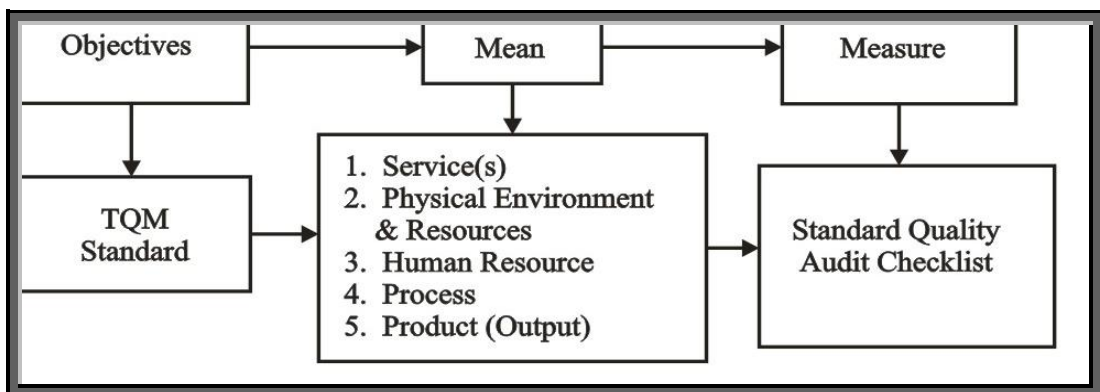 Objectives
Mean
Measure
TQM
Standard
1. Service(s)
2. Physical Environment
& Resources
3. Human Resource
4. Process
5. Product (Output)
Standard Quality
Audit Checklist